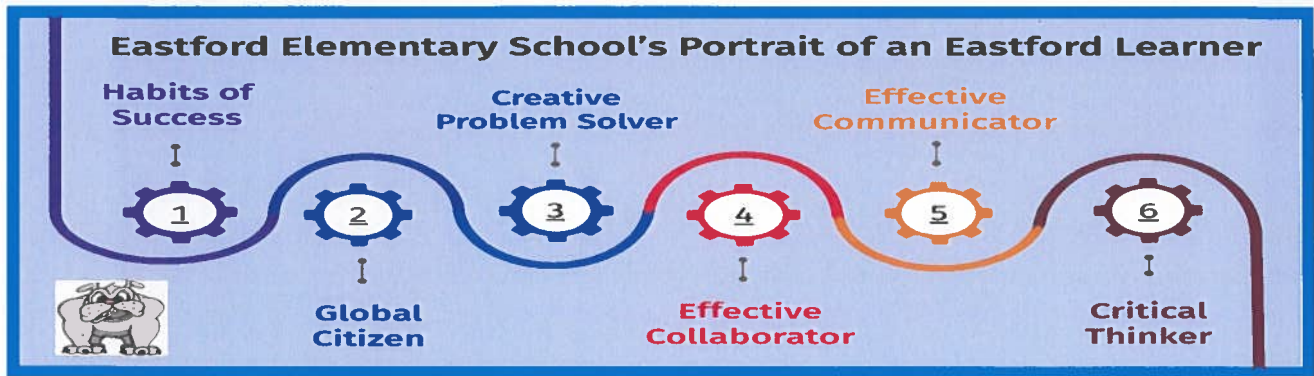 Eastford Elementary School's Portrait of an Eastford Learner
Habits of
Success
1
2
Global
Citizen
Creative
Problem Solver
3
4
Effective
Collaborator
Effective
Communicator
5
6
Critical
Thinker